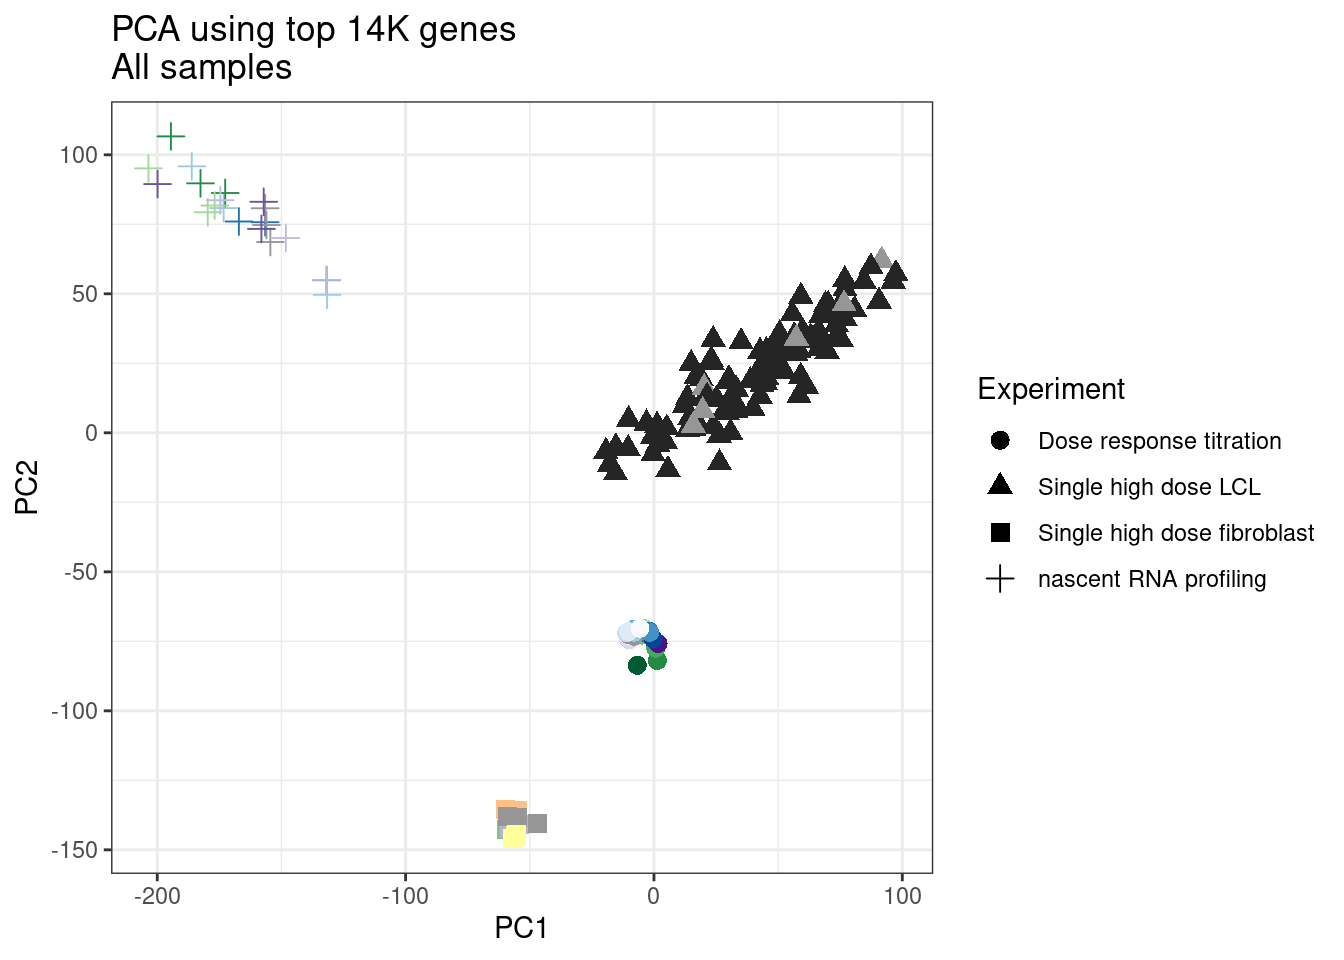 PCA using top 14K genes
All samples
100
50
0
-50
-100
-150
PC2
-200
-100
0
100
PC1
Experiment
Dose response titration
Single high dose LCL
Single high dose fibroblast
nascent RNA profiling